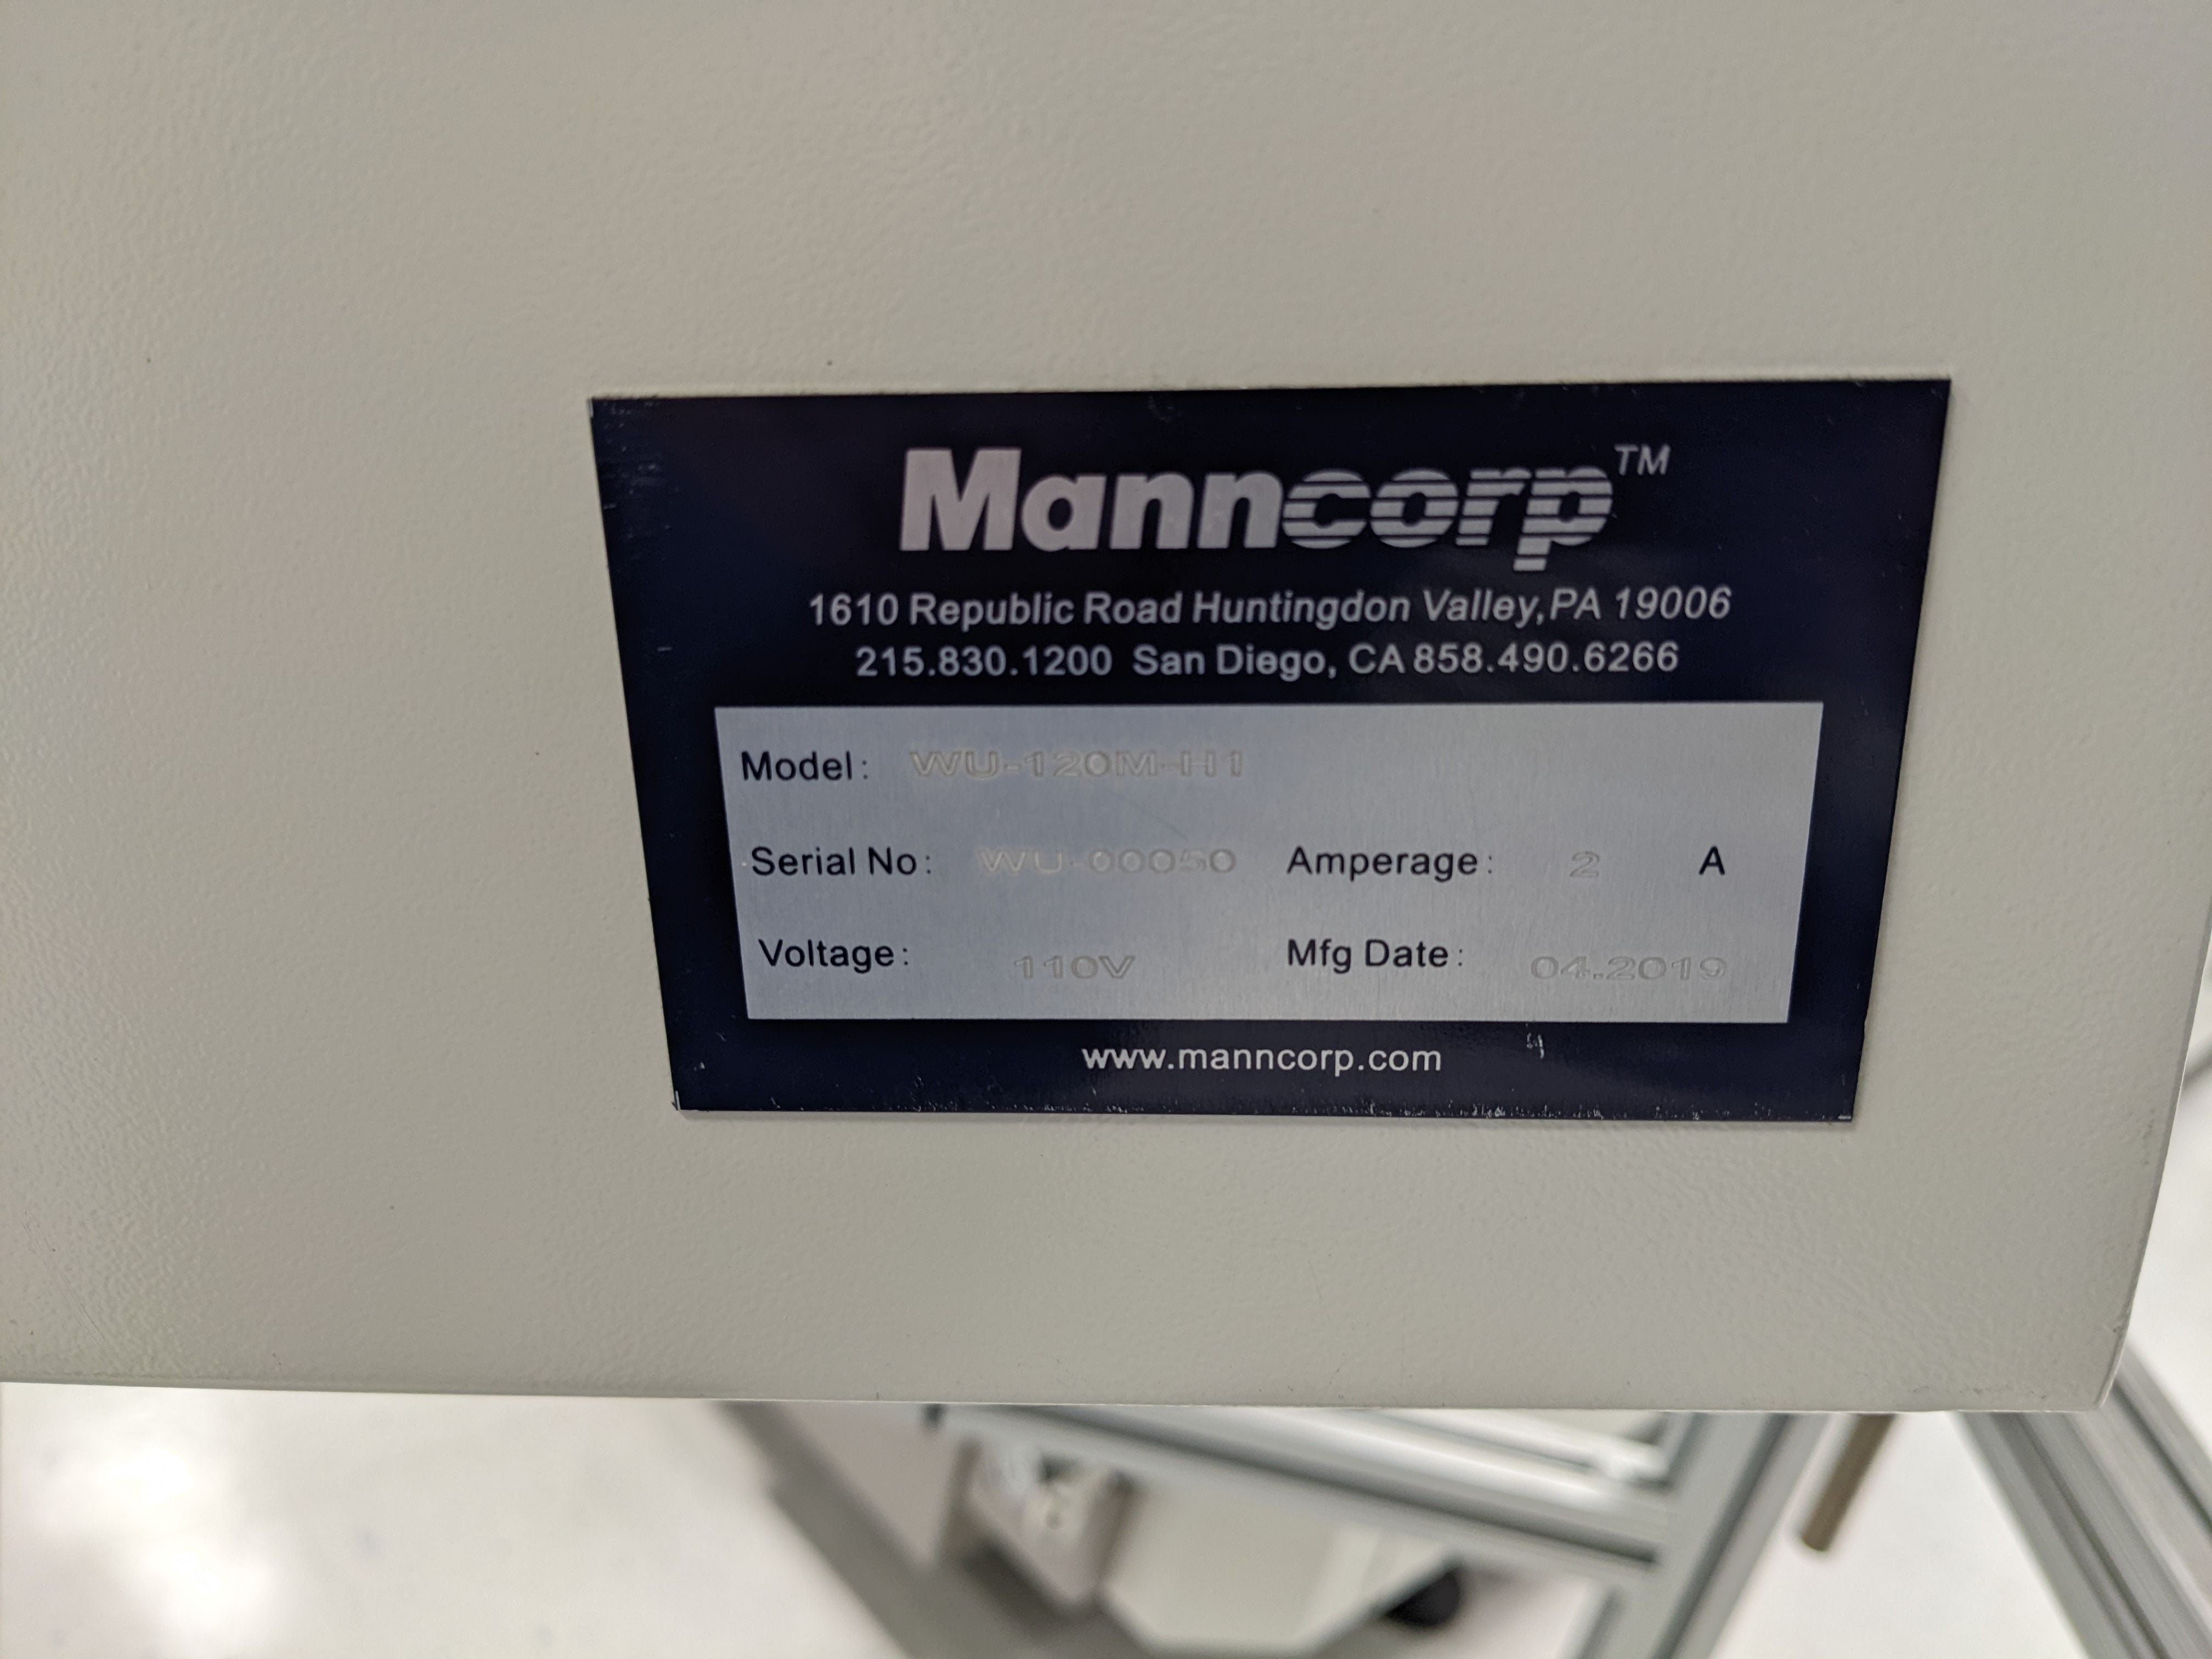 Manncorp™
1610 Republic Road Huntingdon Valley,PA 19006
215.830.1200 San Diego, CA 858.490.6266
Model: WU-120M-H1
Serial No: WU-00050 Amperage: 2 A
Voltage: 110V Mfg Date: 04.2019
www.manncorp.com